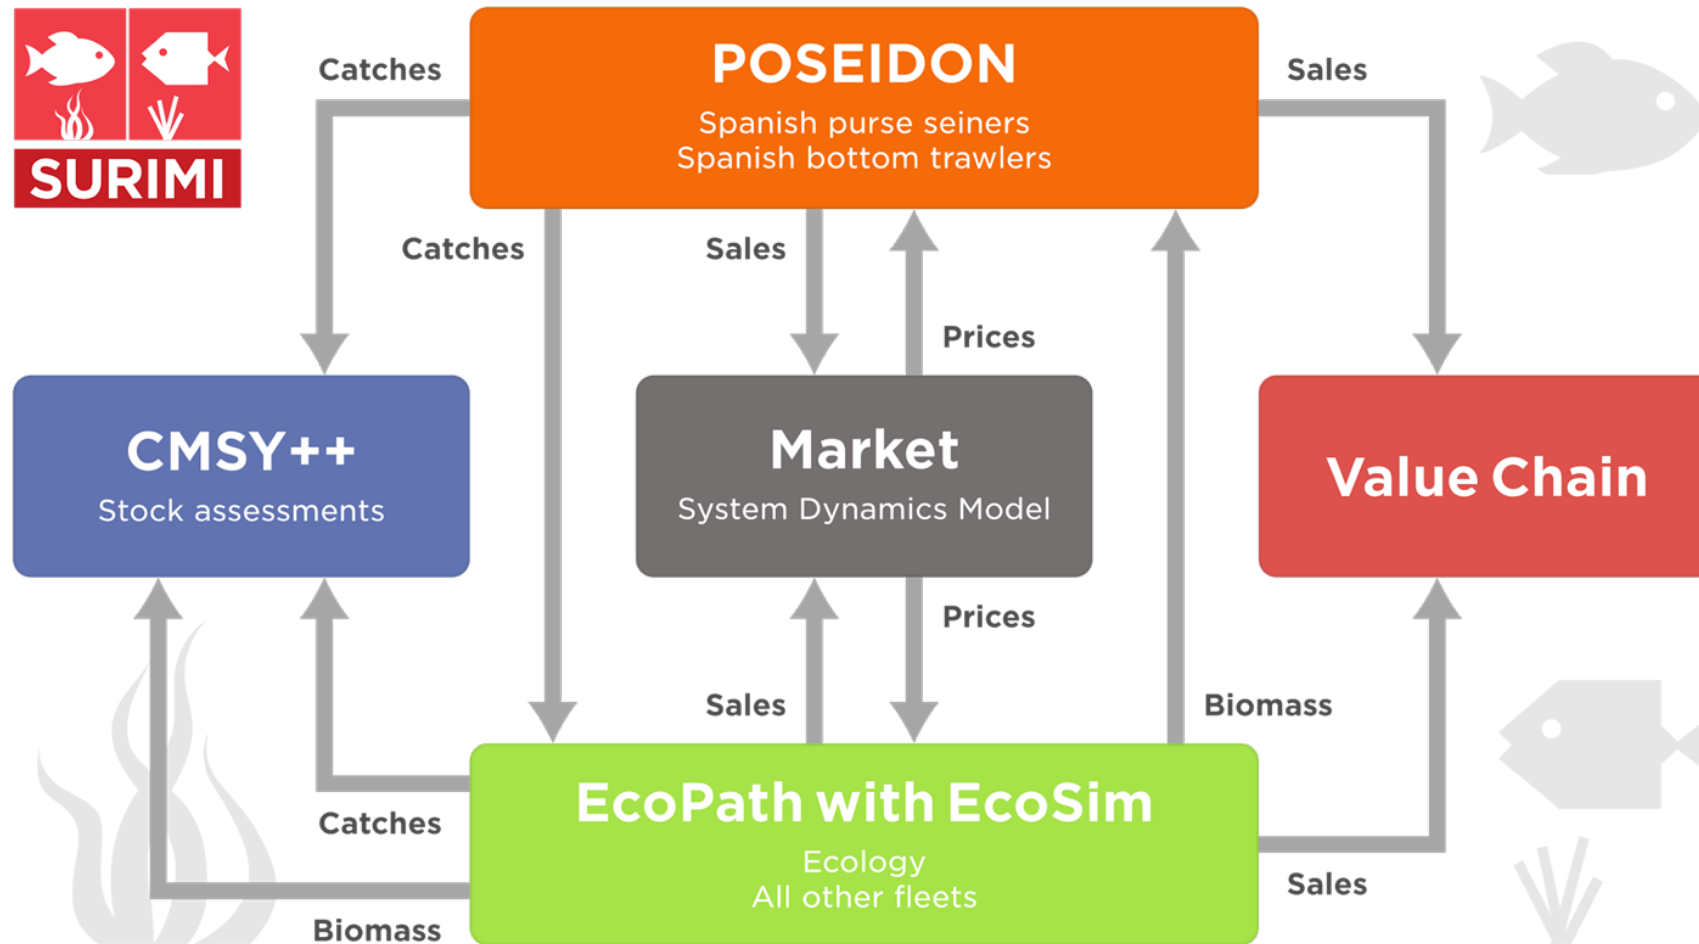 SURIMI
POSEIDON
Spanish purse seiners
Spanish bottom trawlers
Catches
Sales
Catches
Sales
Prices
CMSY++
Stock assessments
Market
System Dynamics Model
Value Chain
Prices
Sales
Biomass
EcoPath with EcoSim
Ecology
All other fleets
Catches
Sales
Biomass